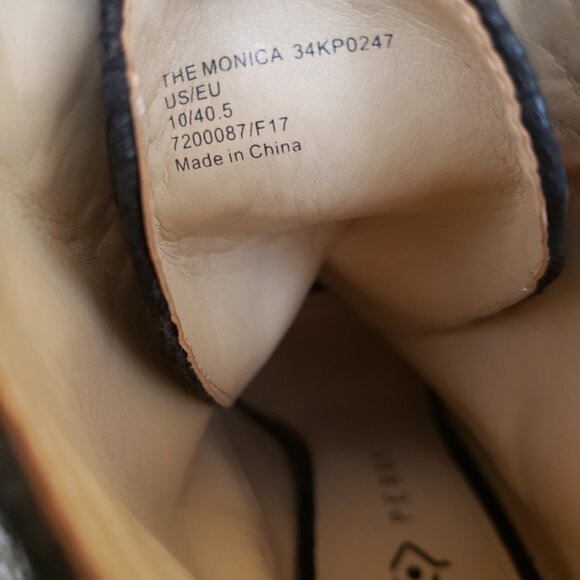 THE MONICA 34KP0247
US/EU
10/40.5
7200087/F17
Made in China